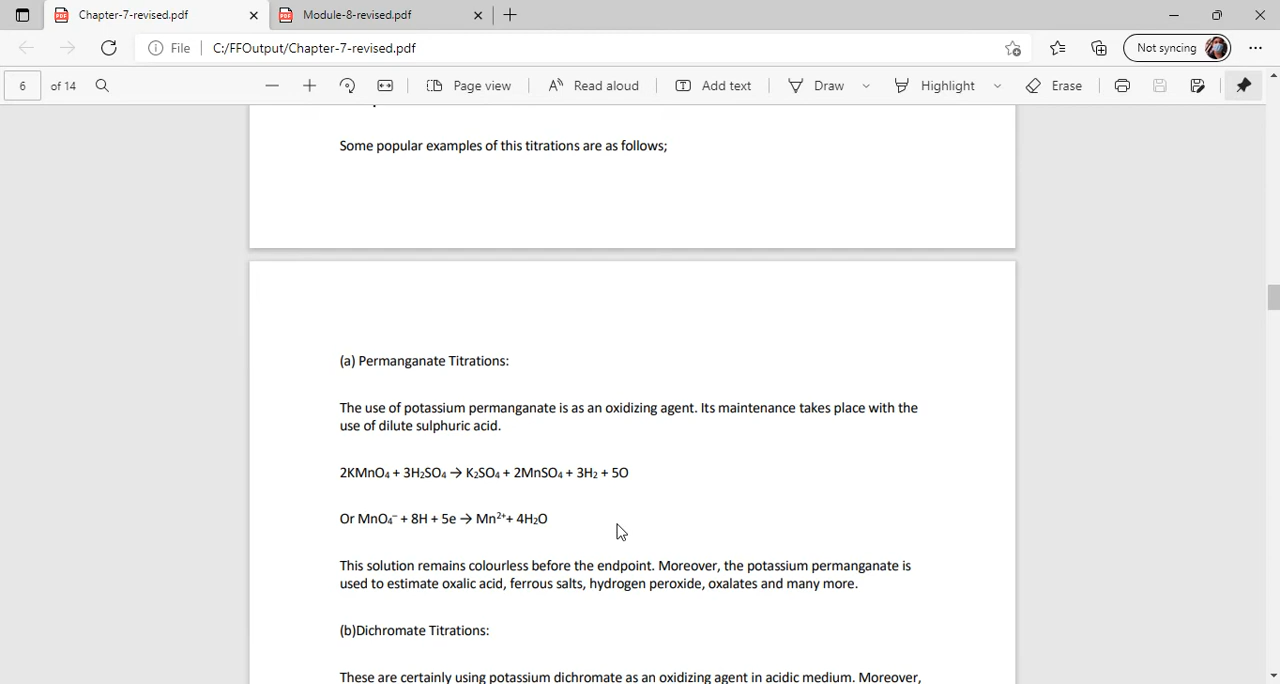 Chapter-7-revised.pdf
Module-8-revised.pdf
File C:/FFOutput/Chapter-7-revised.pdf
Not syncing
6 of 14
Page view
Read aloud
Add text
Draw
Highlight
Erase
Some popular examples of this titrations are as follows;
(a) Permanganate Titrations:
The use of potassium permanganate is as an oxidizing agent. Its maintenance takes place with the
use of dilute sulphuric acid.
2KMnO₄ + 3H₂SO₄ → K₂SO₄ + 2MnSO₄ + 3H₂ + 5O
Or MnO₄⁻ + 8H + 5e → Mn²⁺+ 4H₂O
This solution remains colourless before the endpoint. Moreover, the potassium permanganate is
used to estimate oxalic acid, ferrous salts, hydrogen peroxide, oxalates and many more.
(b)Dichromate Titrations:
These are certainly using potassium dichromate as an oxidizing agent in acidic medium. Moreover,